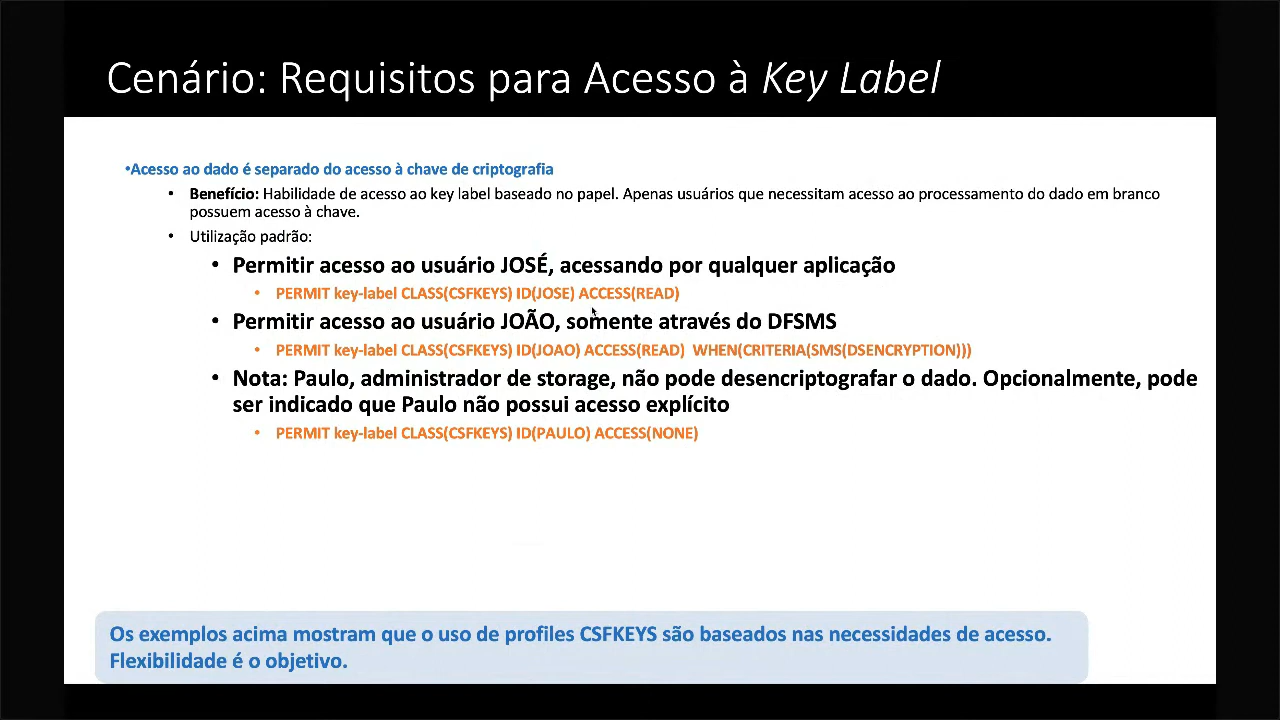 Cenário: Requisitos para Acesso à Key Label
•Acesso ao dado é separado do acesso à chave de criptografia
• Benefício: Habilidade de acesso ao key label baseado no papel. Apenas usuários que necessitam acesso ao processamento do dado em branco
possuem acesso à chave.
• Utilização padrão:
• Permitir acesso ao usuário JOSÉ, acessando por qualquer aplicação
• PERMIT key-label CLASS(CSFKEYS) ID(JOSE) ACCESS(READ)
• Permitir acesso ao usuário JOÃO, somente através do DFSMS
• PERMIT key-label CLASS(CSFKEYS) ID(JOAO) ACCESS(READ) WHEN(CRITERIA(SMS(DSENCRYPTION)))
• Nota: Paulo, administrador de storage, não pode desencriptografar o dado. Opcionalmente, pode
ser indicado que Paulo não possui acesso explícito
• PERMIT key-label CLASS(CSFKEYS) ID(PAULO) ACCESS(NONE)
Os exemplos acima mostram que o uso de profiles CSFKEYS são baseados nas necessidades de acesso.
Flexibilidade é o objetivo.